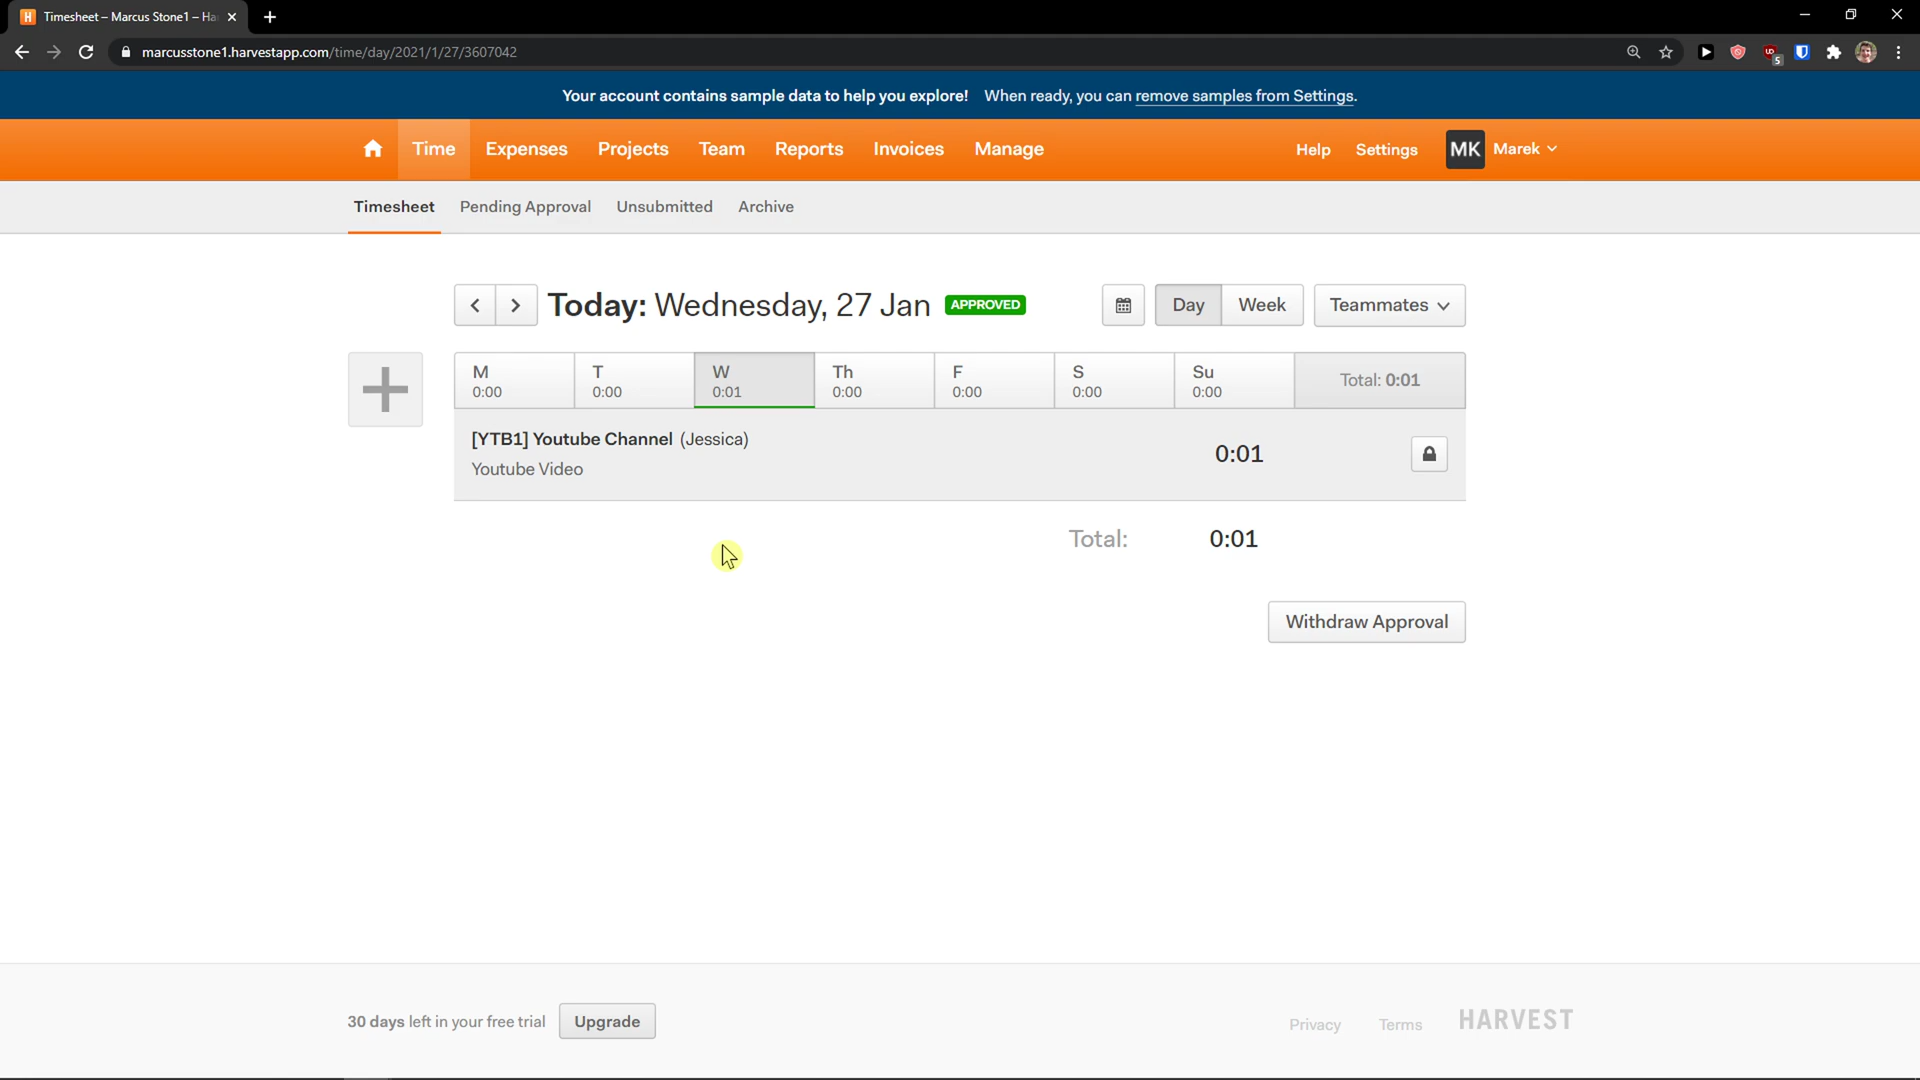 Timesheet – Marcus Stone1 – Ha
marcusstone1.harvestapp.com/time/day/2021/1/27/3607042
Your account contains sample data to help you explore! When ready, you can remove samples from Settings.
Time Expenses Projects Team Reports Invoices Manage Help Settings MK Marek
Timesheet Pending Approval Unsubmitted Archive
Today: Wednesday, 27 Jan APPROVED Day Week Teammates
M T W Th F S Su
0:00 0:00 0:01 0:00 0:00 0:00 0:00 Total: 0:01
[YTB1] Youtube Channel (Jessica) 0:01
Youtube Video
Total: 0:01
Withdraw Approval
30 days left in your free trial Upgrade Privacy Terms HARVEST